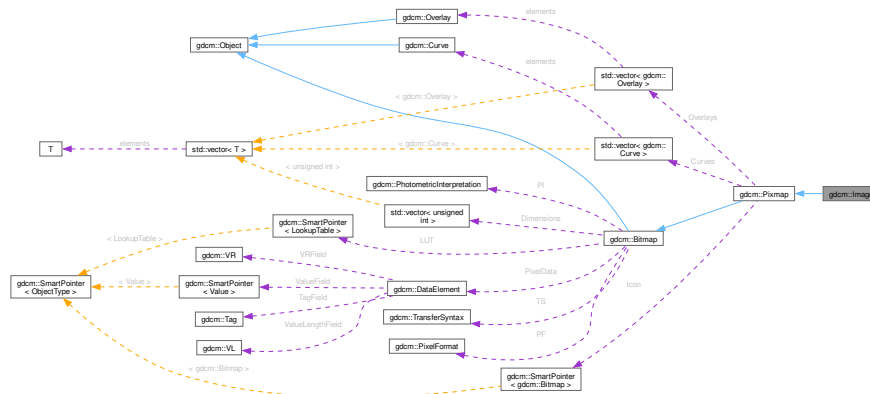 gdcm::Overlay
elements
gdcm::Object
gdcm::Curve
elements
std::vector< gdcm::
Overlay >
< gdcm::Overlay >
Overlays
T
elements
std::vector< T >
< gdcm::Curve >
std::vector< gdcm::
Curve >
Curves
< unsigned int >
gdcm::PhotometricInterpretation
PI
gdcm::Pixmap
gdcm::Image
gdcm::SmartPointer
< LookupTable >
std::vector< unsigned
int >
Dimensions
< LookupTable >
LUT
gdcm::Bitmap
gdcm::VR
VRField
PixelData
gdcm::SmartPointer
< ObjectType >
< Value >
gdcm::SmartPointer
< Value >
ValueField
gdcm::DataElement
Icon
TagField
TS
gdcm::Tag
gdcm::TransferSyntax
ValueLengthField
PF
gdcm::VL
gdcm::PixelFormat
< gdcm::Bitmap >
gdcm::SmartPointer
< gdcm::Bitmap >